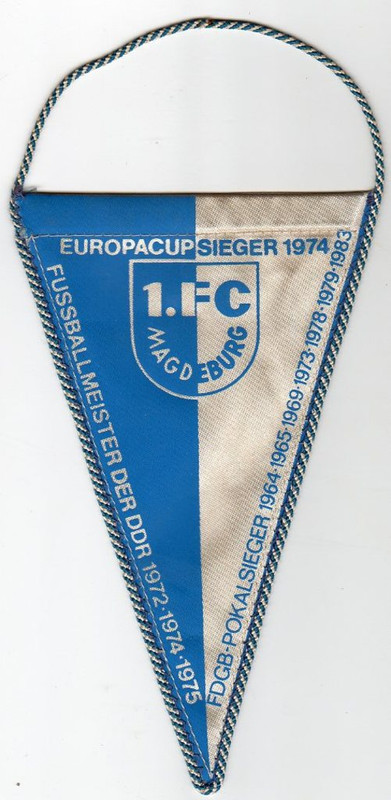 EUROPACUPSIEGER 1974
1.FC
MAGDEBURG
FUSSBALLMEISTER DER DDR 1972·1974·1975
FDGB-POKALSIEGER 1964·1965·1969·1973·1978·1979·1983